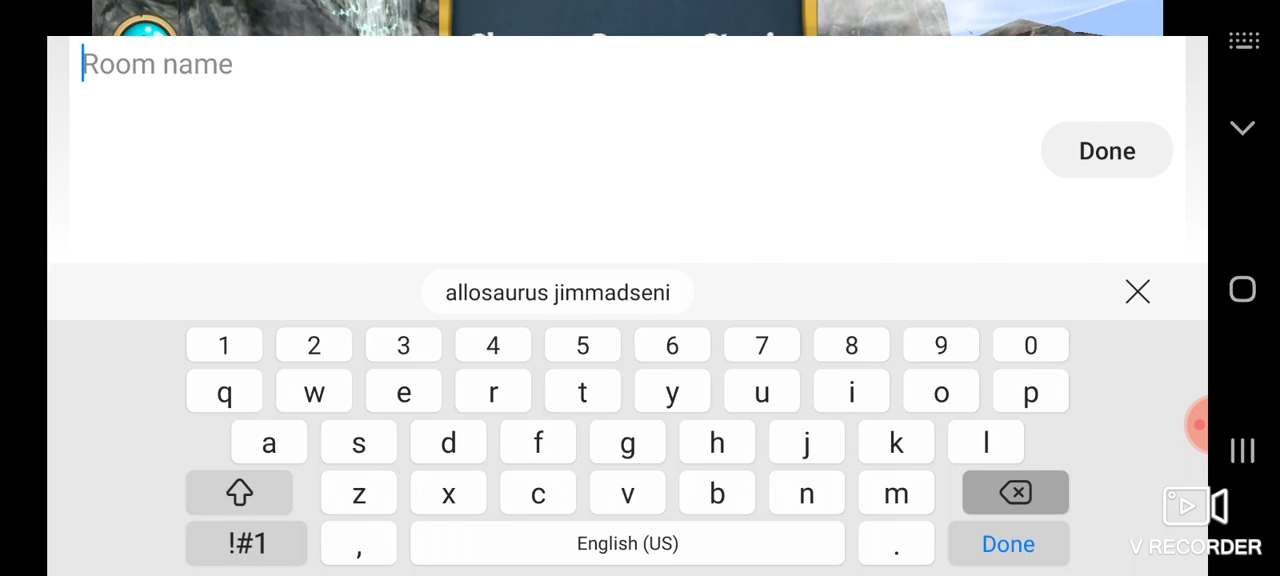 Room name
Done
allosaurus jimmadseni
1 2 3 4 5 6 7 8 9 0
q w e r t y u i o p
a s d f g h j k l
z x c v b n m
!#1 , English (US) . Done
V RECORDER